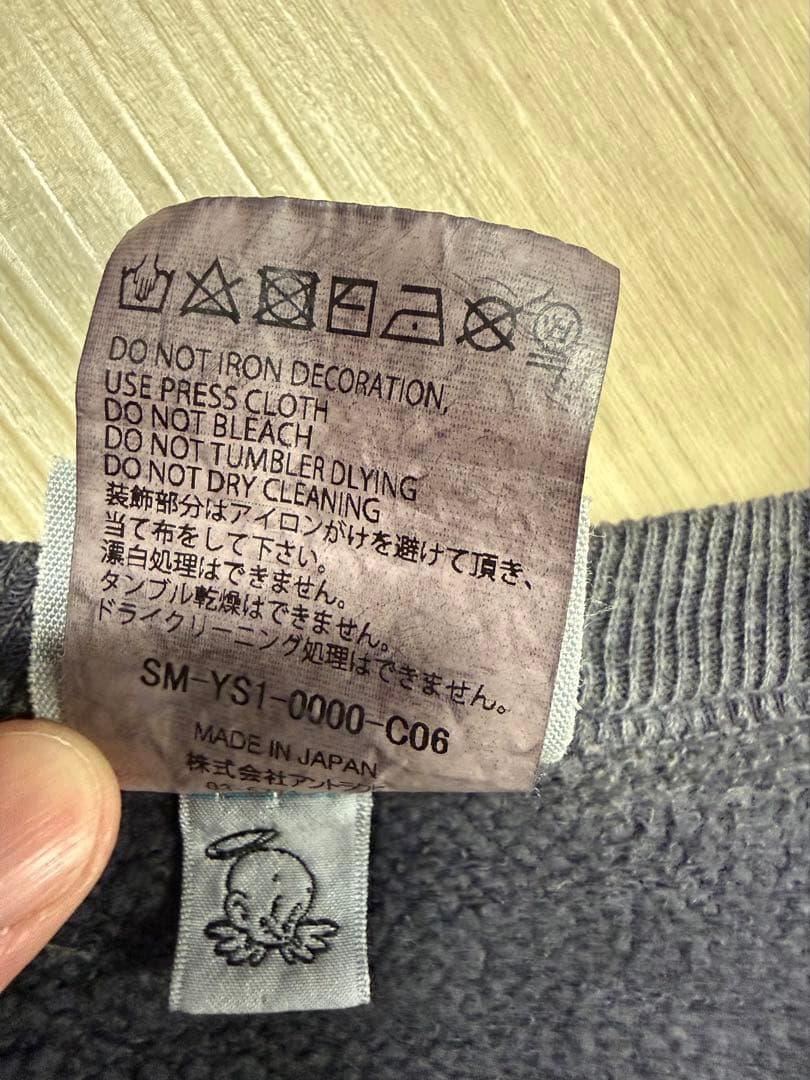 DO NOT IRON DECORATION,
USE PRESS CLOTH
DO NOT BLEACH
DO NOT TUMBLER DLYING
DO NOT DRY CLEANING
装飾部分はアイロンがけを避けて頂き、
当て布をして下さい。
漂白処理はできません。
タンブル乾燥はできません。
ドライクリーニング処理はできません。
SM-YS1-0000-C06
MADE IN JAPAN
株式会社